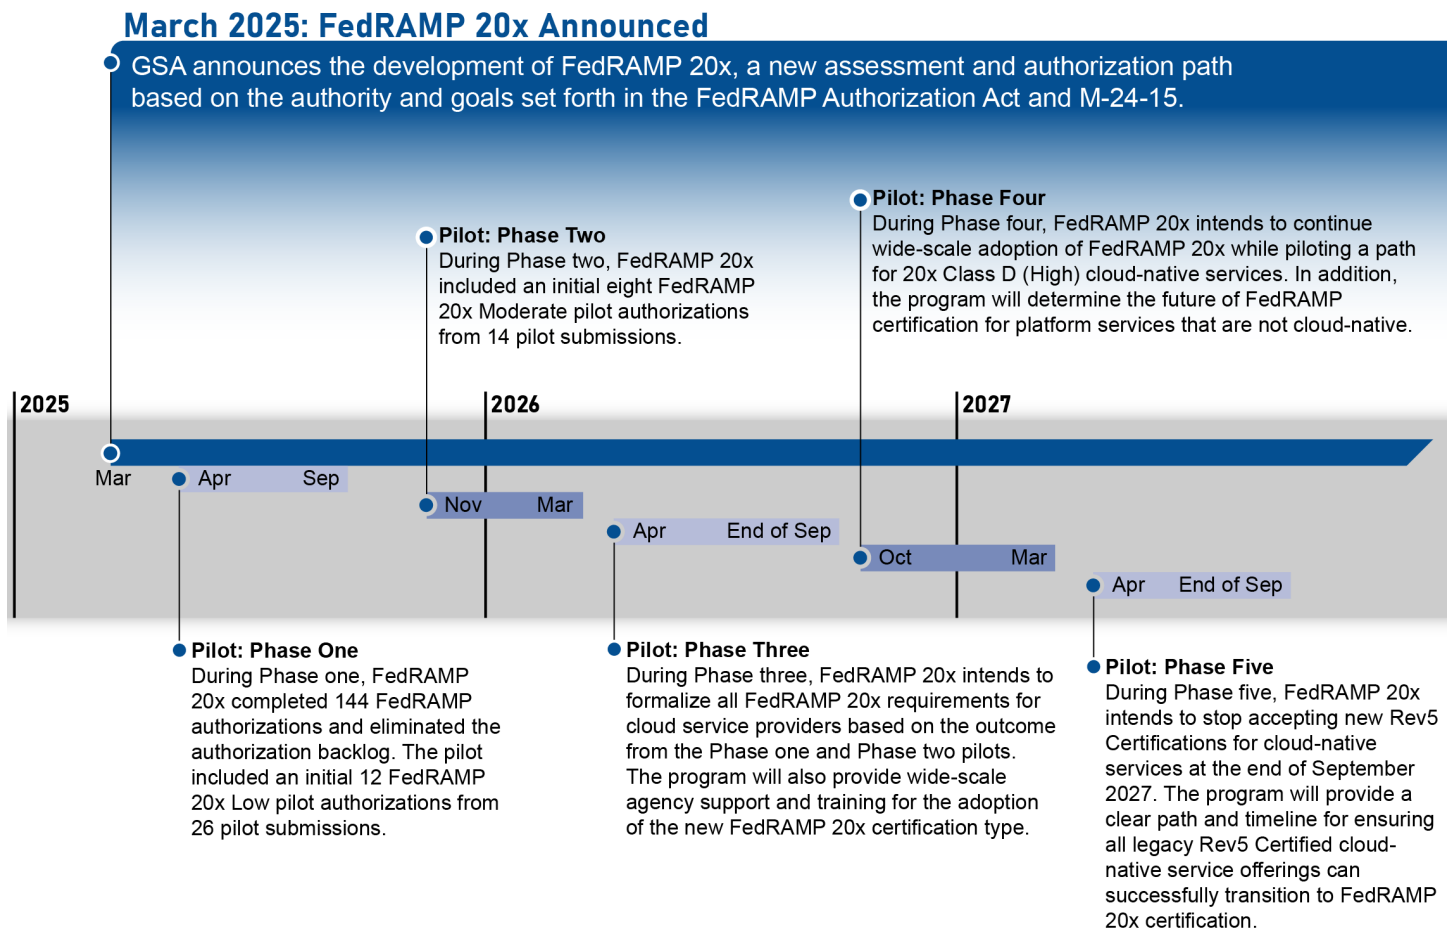 March 2025: FedRAMP 20x Announced
GSA announces the development of FedRAMP 20x, a new assessment and authorization path
based on the authority and goals set forth in the FedRAMP Authorization Act and M-24-15.
Pilot: Phase Two
During Phase two, FedRAMP 20x
included an initial eight FedRAMP
20x Moderate pilot authorizations
from 14 pilot submissions.
Pilot: Phase Four
During Phase four, FedRAMP 20x intends to continue
wide-scale adoption of FedRAMP 20x while piloting a path
for 20x Class D (High) cloud-native services. In addition,
the program will determine the future of FedRAMP
certification for platform services that are not cloud-native.
2025
2026
2027
Mar
Apr Sep
Nov Mar
Apr End of Sep
Oct Mar
Apr End of Sep
Pilot: Phase One
During Phase one, FedRAMP
20x completed 144 FedRAMP
authorizations and eliminated the
authorization backlog. The pilot
included an initial 12 FedRAMP
20x Low pilot authorizations from
26 pilot submissions.
Pilot: Phase Three
During Phase three, FedRAMP 20x intends to
formalize all FedRAMP 20x requirements for
cloud service providers based on the outcome
from the Phase one and Phase two pilots.
The program will also provide wide-scale
agency support and training for the adoption
of the new FedRAMP 20x certification type.
Pilot: Phase Five
During Phase five, FedRAMP 20x
intends to stop accepting new Rev5
Certifications for cloud-native
services at the end of September
2027. The program will provide a
clear path and timeline for ensuring
all legacy Rev5 Certified cloud-
native service offerings can
successfully transition to FedRAMP
20x certification.